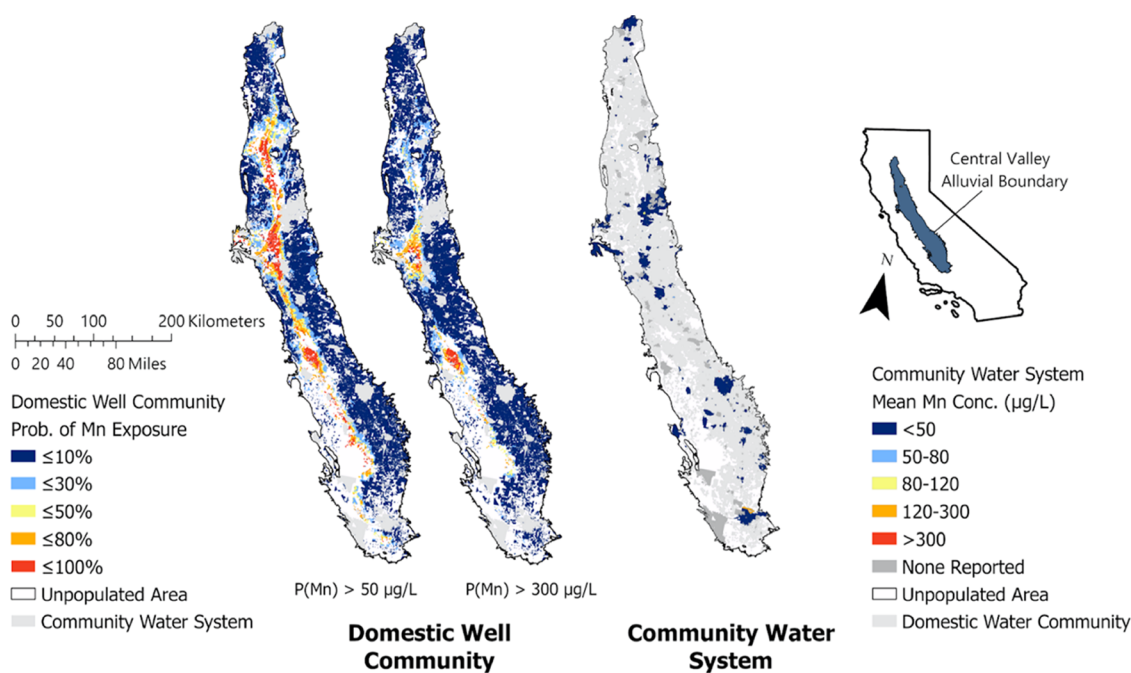 Central Valley
Alluvial Boundary
N
0 50 100 200 Kilometers
0 20 40 80 Miles
Domestic Well Community
Prob. of Mn Exposure
≤10%
≤30%
≤50%
≤80%
≤100%
Unpopulated Area
Community Water System
P(Mn) > 50 µg/L
P(Mn) > 300 µg/L
Domestic Well
Community
Community Water
System
Community Water System
Mean Mn Conc. (µg/L)
<50
50-80
80-120
120-300
>300
None Reported
Unpopulated Area
Domestic Water Community